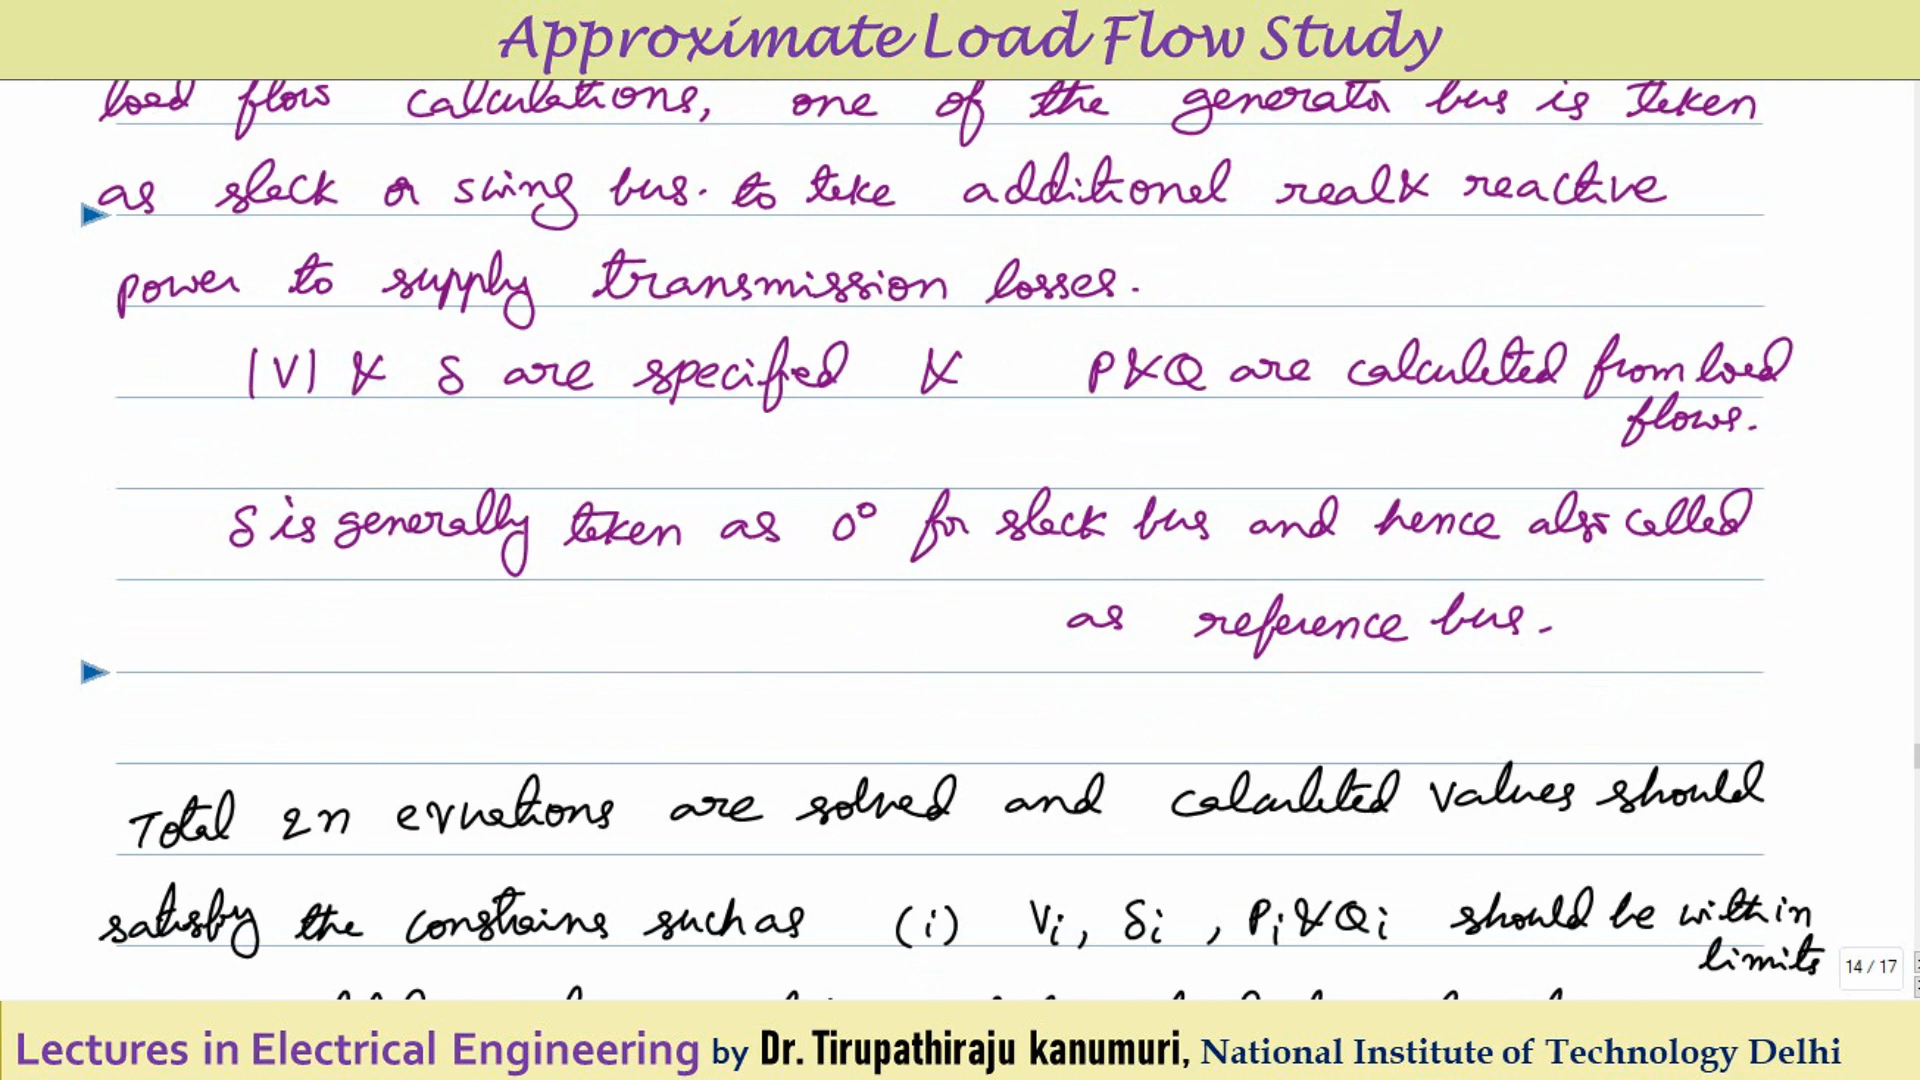 Approximate Load Flow Study
load flow calculations, one of the generator bus is taken
as slack or swing bus. to take additional real & reactive
power to supply transmission losses.
|V| & δ are specified & P & Q are calculated from load
flows.
δ is generally taken as 0° for slack bus and hence also called
as reference bus.
Total 2n equations are solved and calculated values should
satisfy the constrains such as (i) Vi, δi, Pi & Qi should be within
limits
14 / 17
Lectures in Electrical Engineering by Dr. Tirupathiraju kanumuri, National Institute of Technology Delhi